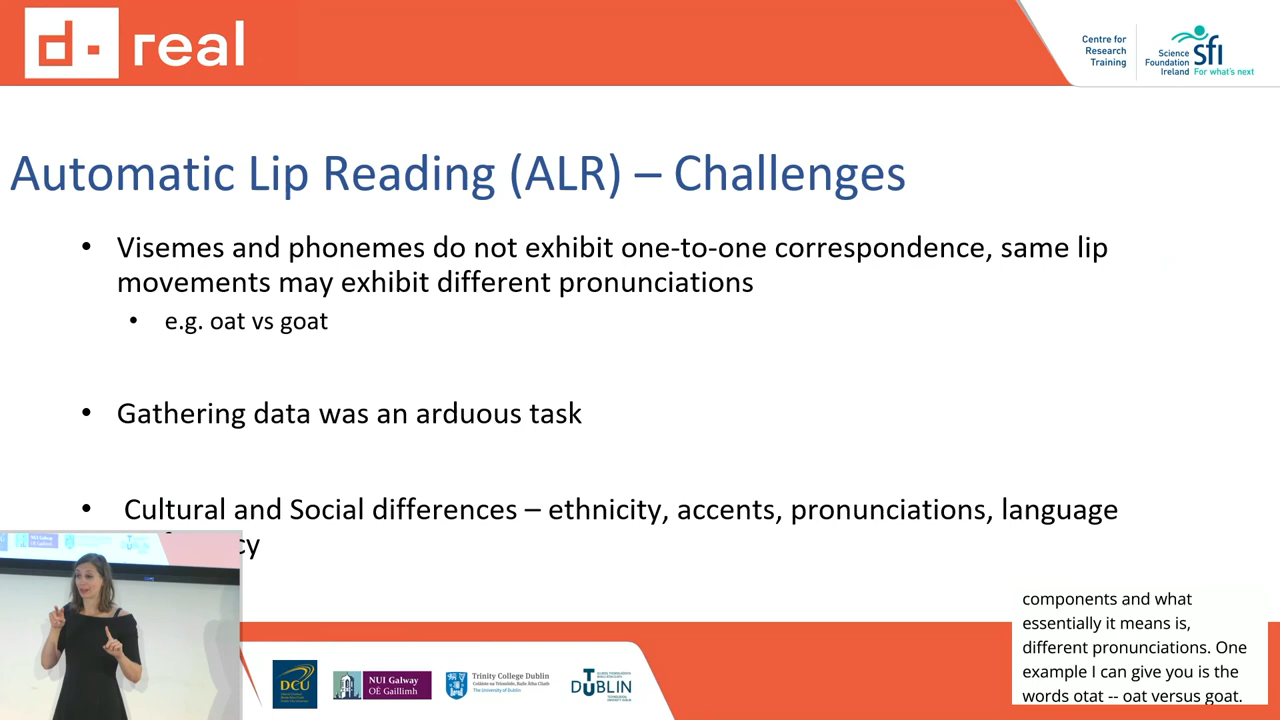 d. real
Centre for
Research
Training
Science
Foundation
Ireland
sfi
For what's next
Automatic Lip Reading (ALR) – Challenges
• Visemes and phonemes do not exhibit one-to-one correspondence, same lip
movements may exhibit different pronunciations
• e.g. oat vs goat
• Gathering data was an arduous task
• Cultural and Social differences – ethnicity, accents, pronunciations, language
cy
components and what
essentially it means is,
different pronunciations. One
example I can give you is the
words otat -- oat versus goat.
DCU
NUI Galway
OÉ Gaillimh
Trinity College Dublin
Coláiste na Tríonóide, Baile Átha Cliath
The University of Dublin
DUBLIN